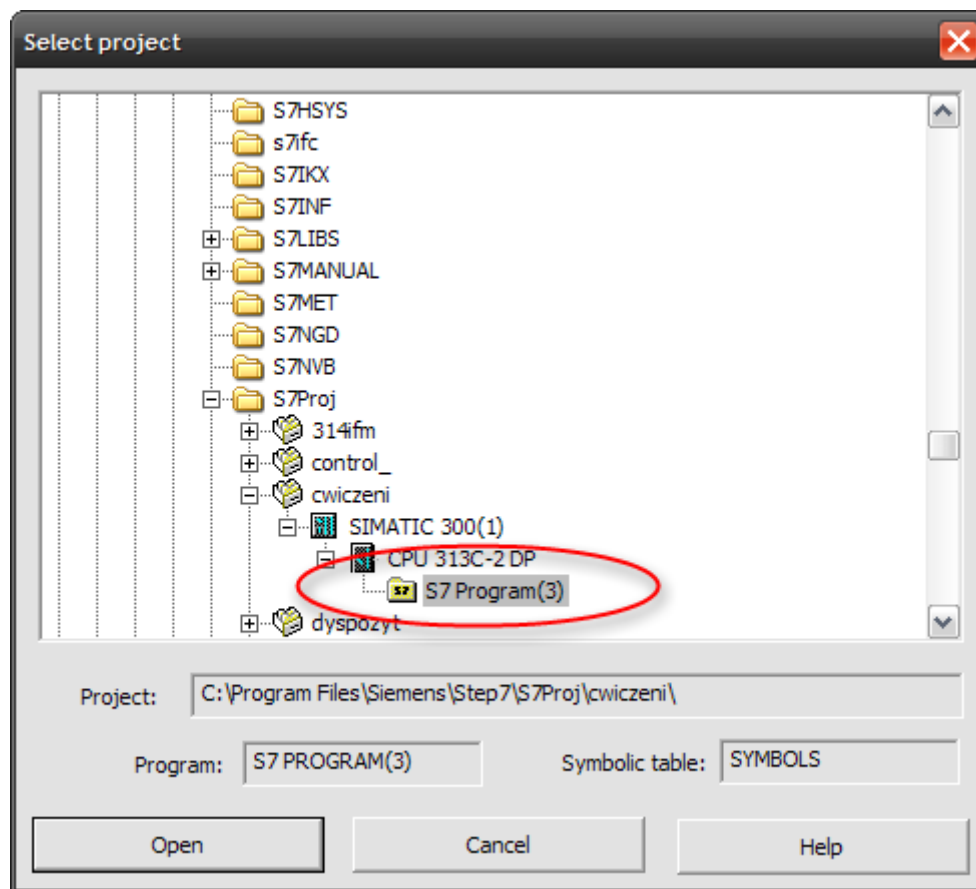 Select project
S7HSYS
s7ifc
S7IKX
S7INF
S7LIBS
S7MANUAL
S7MET
S7NGD
S7NVB
S7Proj
314ifm
control_
cwiczeni
SIMATIC 300(1)
CPU 313C-2 DP
S7 Program(3)
dyspozyt
Project: C:\Program Files\Siemens\Step7\S7Proj\cwiczeni\
Program: S7 PROGRAM(3) Symbolic table: SYMBOLS
Open Cancel Help